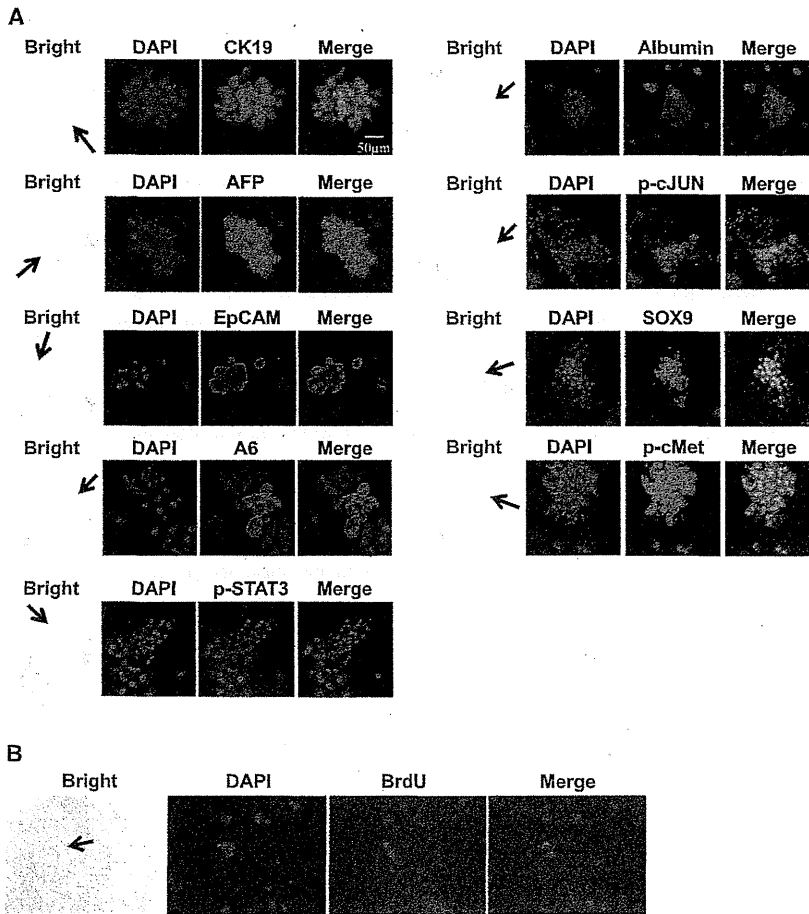 A
Bright DAPI CK19 Merge
50µm
Bright DAPI AFP Merge
Bright DAPI EpCAM Merge
Bright DAPI A6 Merge
Bright DAPI p-STAT3 Merge
Bright DAPI Albumin Merge
Bright DAPI p-cJUN Merge
Bright DAPI SOX9 Merge
Bright DAPI p-cMet Merge
B
Bright DAPI BrdU Merge